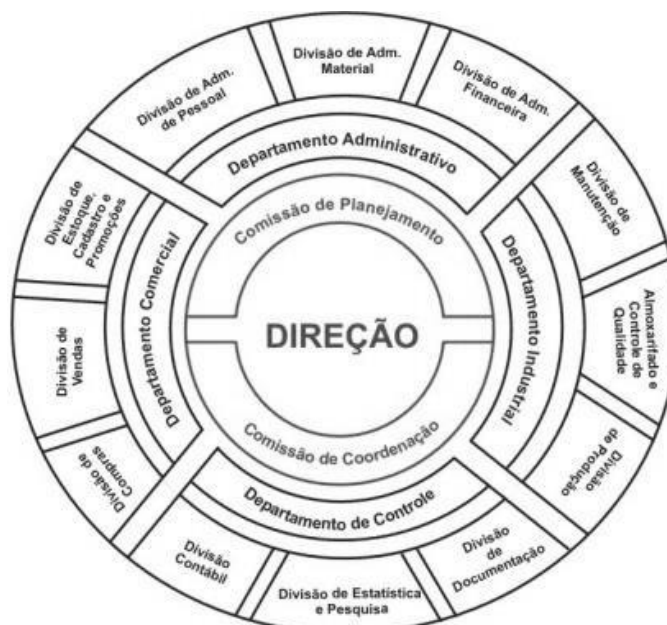 Divisão de Adm.
Material
Divisão de Adm.
de Pessoal
Divisão de Adm.
Financeira
Departamento Administrativo
Divisão de
Estoque,
Cadastro e
Promoções
Divisão de
Vendas
Divisão de
Compras
Departamento Comercial
Comissão de Planejamento
DIREÇÃO
Comissão de Coordenação
Departamento Industrial
Divisão de
Manutenção
Almoxarifado e
Controle de
Qualidade
Divisão
de Produção
Departamento de Controle
Divisão
Contábil
Divisão de Estatística
e Pesquisa
Divisão
de
Documentação